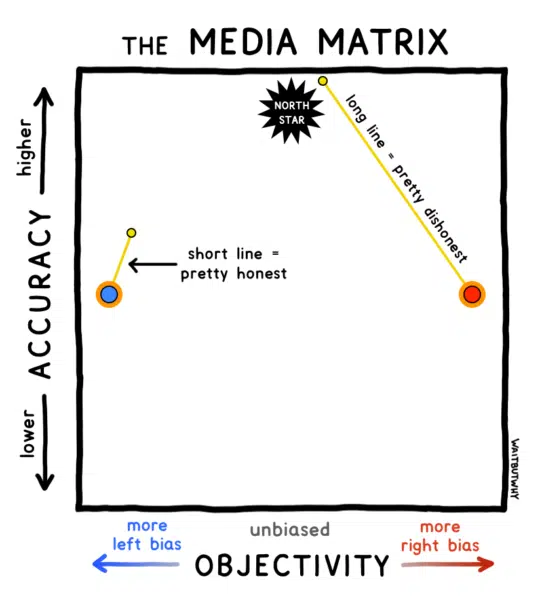 THE MEDIA MATRIX
NORTH
STAR
long line = pretty dishonest
higher
ACCURACY
lower
short line =
pretty honest
WAITBUTWHY
more
left bias
unbiased
more
right bias
OBJECTIVITY